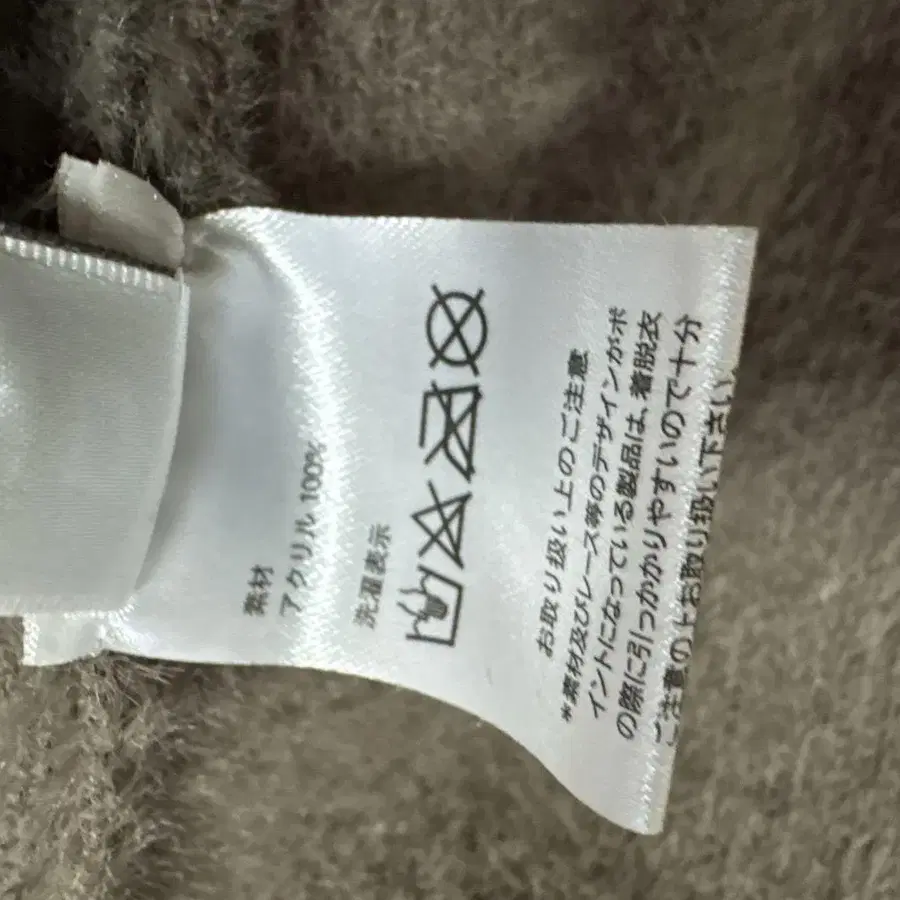 素材
アクリル 100%
洗濯表示
お取り扱い上のご注意
*素材及びレース等のデザインがポ
イントになっている製品は、着脱衣
の際に引っかかりやすいので十分
ご注意の上お取り扱い下さい。